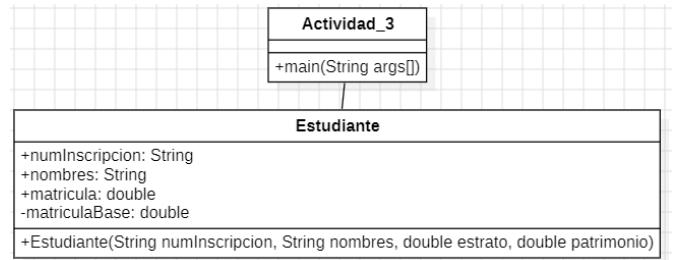 Actividad_3
+main(String args[])
Estudiante
+numInscripcion: String
+nombres: String
+matricula: double
-matriculaBase: double
+Estudiante(String numInscripcion, String nombres, double estrato, double patrimonio)